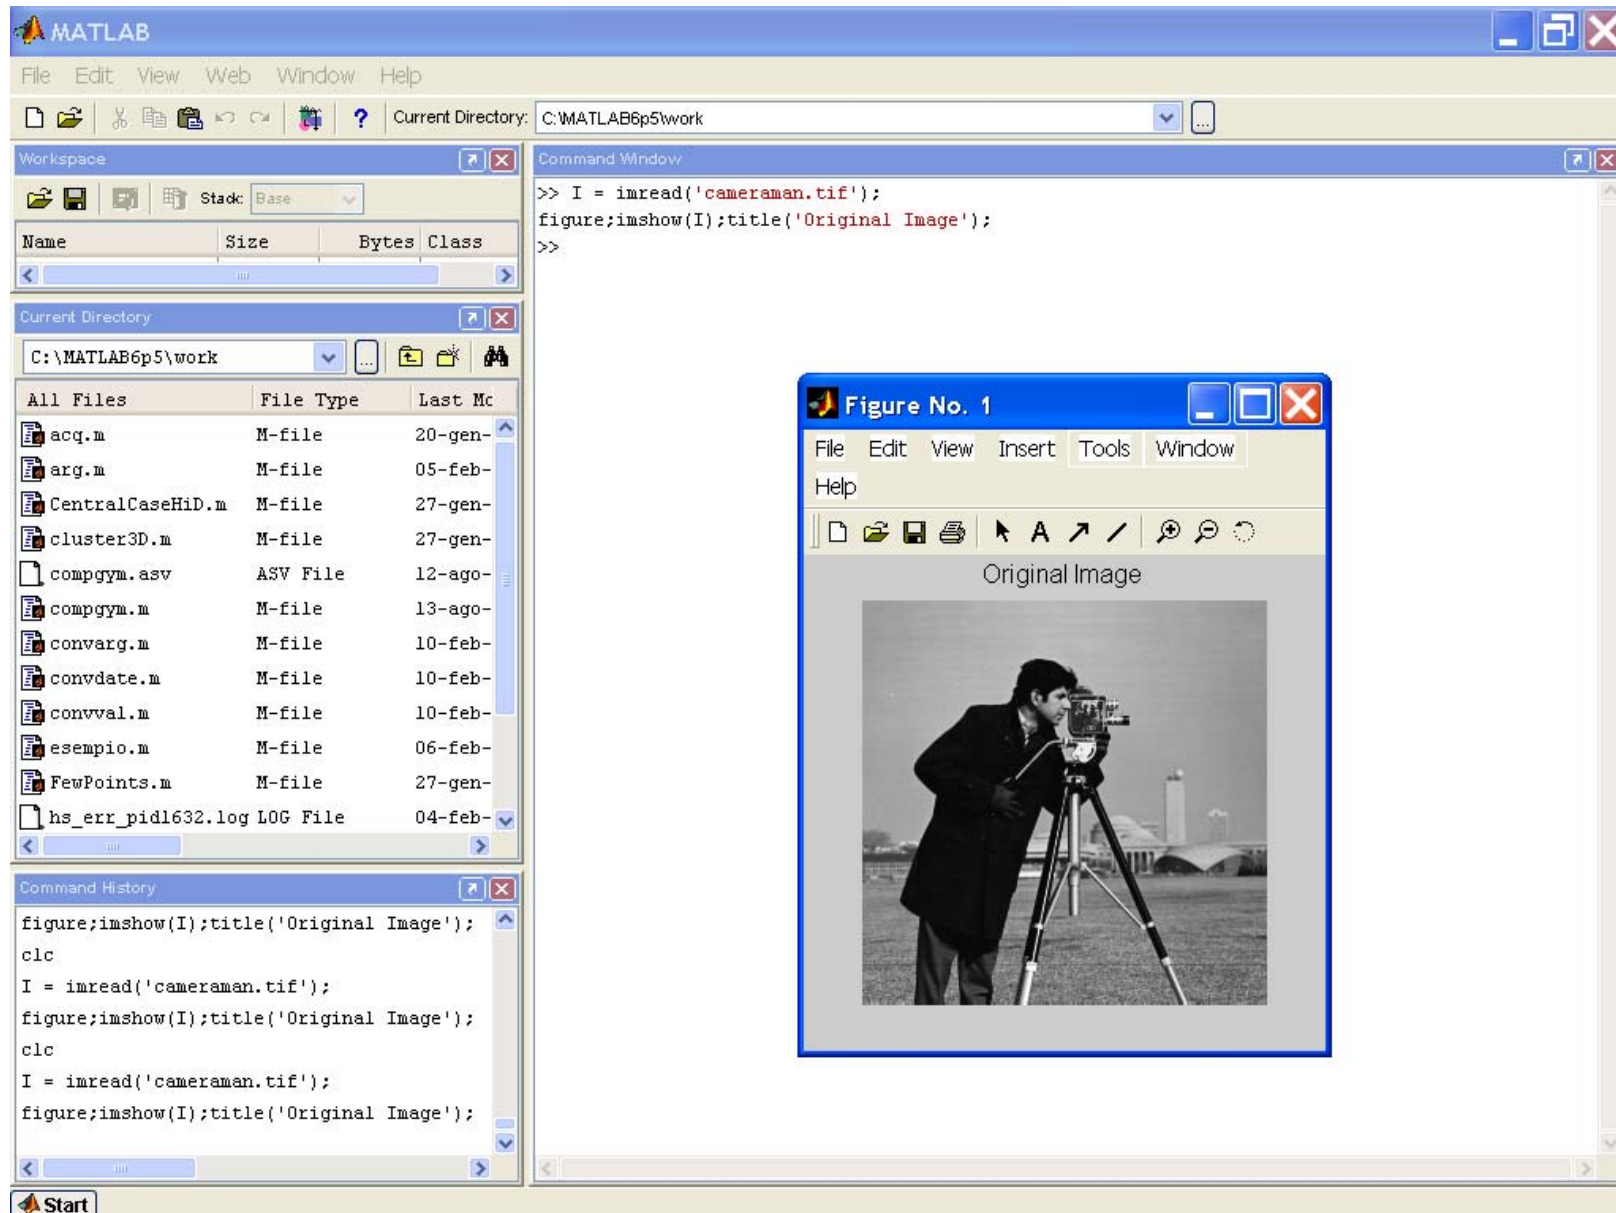 MATLAB
File Edit View Web Window Help
? Current Directory: C:\MATLAB6p5\work ...
Workspace
Stack: Base
Name Size Bytes Class
Current Directory
C:\MATLAB6p5\work ...
All Files File Type Last Mc
acq.m M-file 20-gen-
arg.m M-file 05-feb-
CentralCaseHiD.m M-file 27-gen-
cluster3D.m M-file 27-gen-
compgym.asv ASV File 12-ago-
compgym.m M-file 13-ago-
convarg.m M-file 10-feb-
convdate.m M-file 10-feb-
convval.m M-file 10-feb-
esempio.m M-file 06-feb-
FewPoints.m M-file 27-gen-
hs_err_pid1632.log LOG File 04-feb-
Command History
figure;imshow(I);title('Original Image');
clc
I = imread('cameraman.tif');
figure;imshow(I);title('Original Image');
clc
I = imread('cameraman.tif');
figure;imshow(I);title('Original Image');
Command Window
>> I = imread('cameraman.tif');
figure;imshow(I);title('Original Image');
>>
Figure No. 1
File Edit View Insert Tools Window
Help
A
Original Image
Start